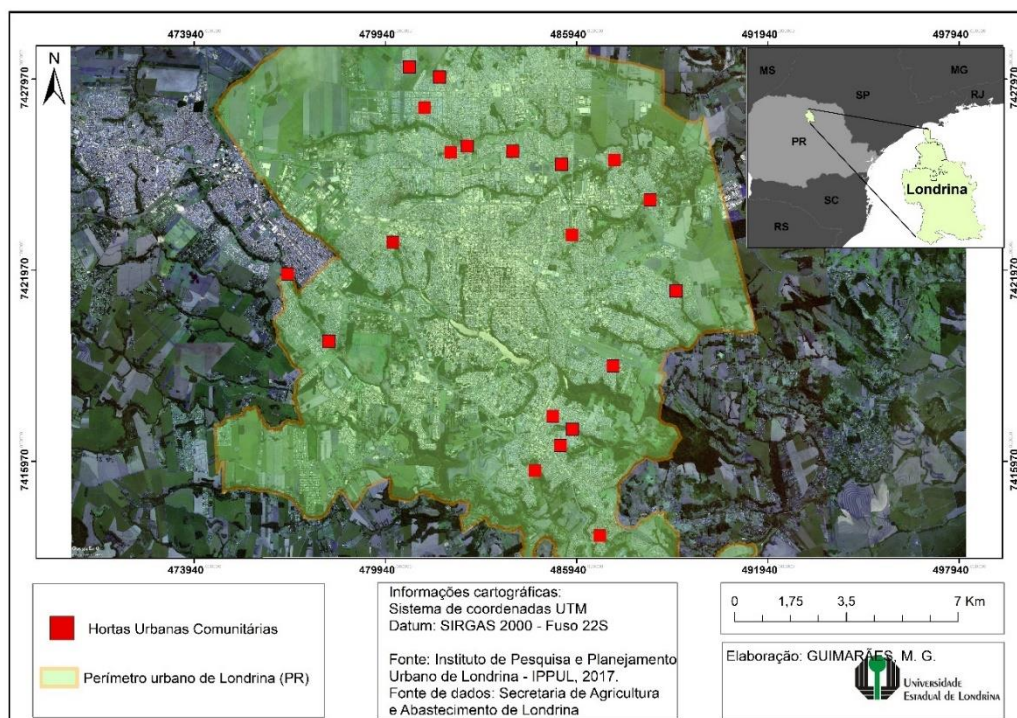 473940
479940
485940
491940
497940
N
7427970
7427970
MS
MG
SP
RJ
PR
SC
RS
Londrina
7421970
7421970
7415970
7415970
473940
479940
485940
491940
497940
Hortas Urbanas Comunitárias
Perímetro urbano de Londrina (PR)
Informações cartográficas:
Sistema de coordenadas UTM
Datum: SIRGAS 2000 - Fuso 22S
Fonte: Instituto de Pesquisa e Planejamento
Urbano de Londrina - IPPUL, 2017.
Fonte de dados: Secretaria de Agricultura
e Abastecimento de Londrina
0 1,75 3,5 7 Km
Elaboração: GUIMARÃES, M. G.
Universidade
Estadual de Londrina